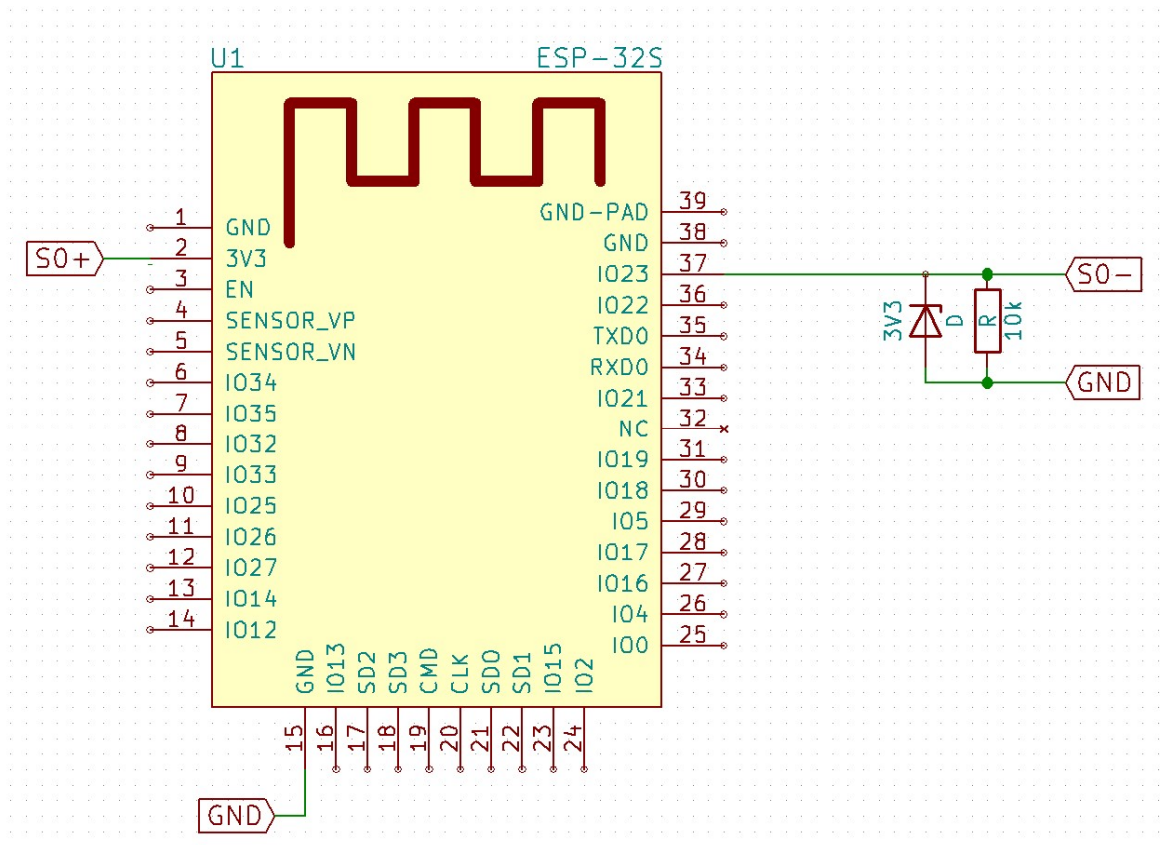 U1
ESP-32S
S0+
1 GND
2 3V3
3 EN
4 SENSOR_VP
5 SENSOR_VN
6 IO34
7 IO35
8 IO32
9 IO33
10 IO25
11 IO26
12 IO27
13 IO14
14 IO12
GND-PAD 39
GND 38
IO23 37
IO22 36
TXD0 35
RXD0 34
IO21 33
NC 32
IO19 31
IO18 30
IO5 29
IO17 28
IO16 27
IO4 26
IO0 25
GND 15
IO13 16
SD2 17
SD3 18
CMD 19
CLK 20
SD0 21
SD1 22
IO15 23
IO2 24
GND
S0-
3V3
D
R
10k
GND